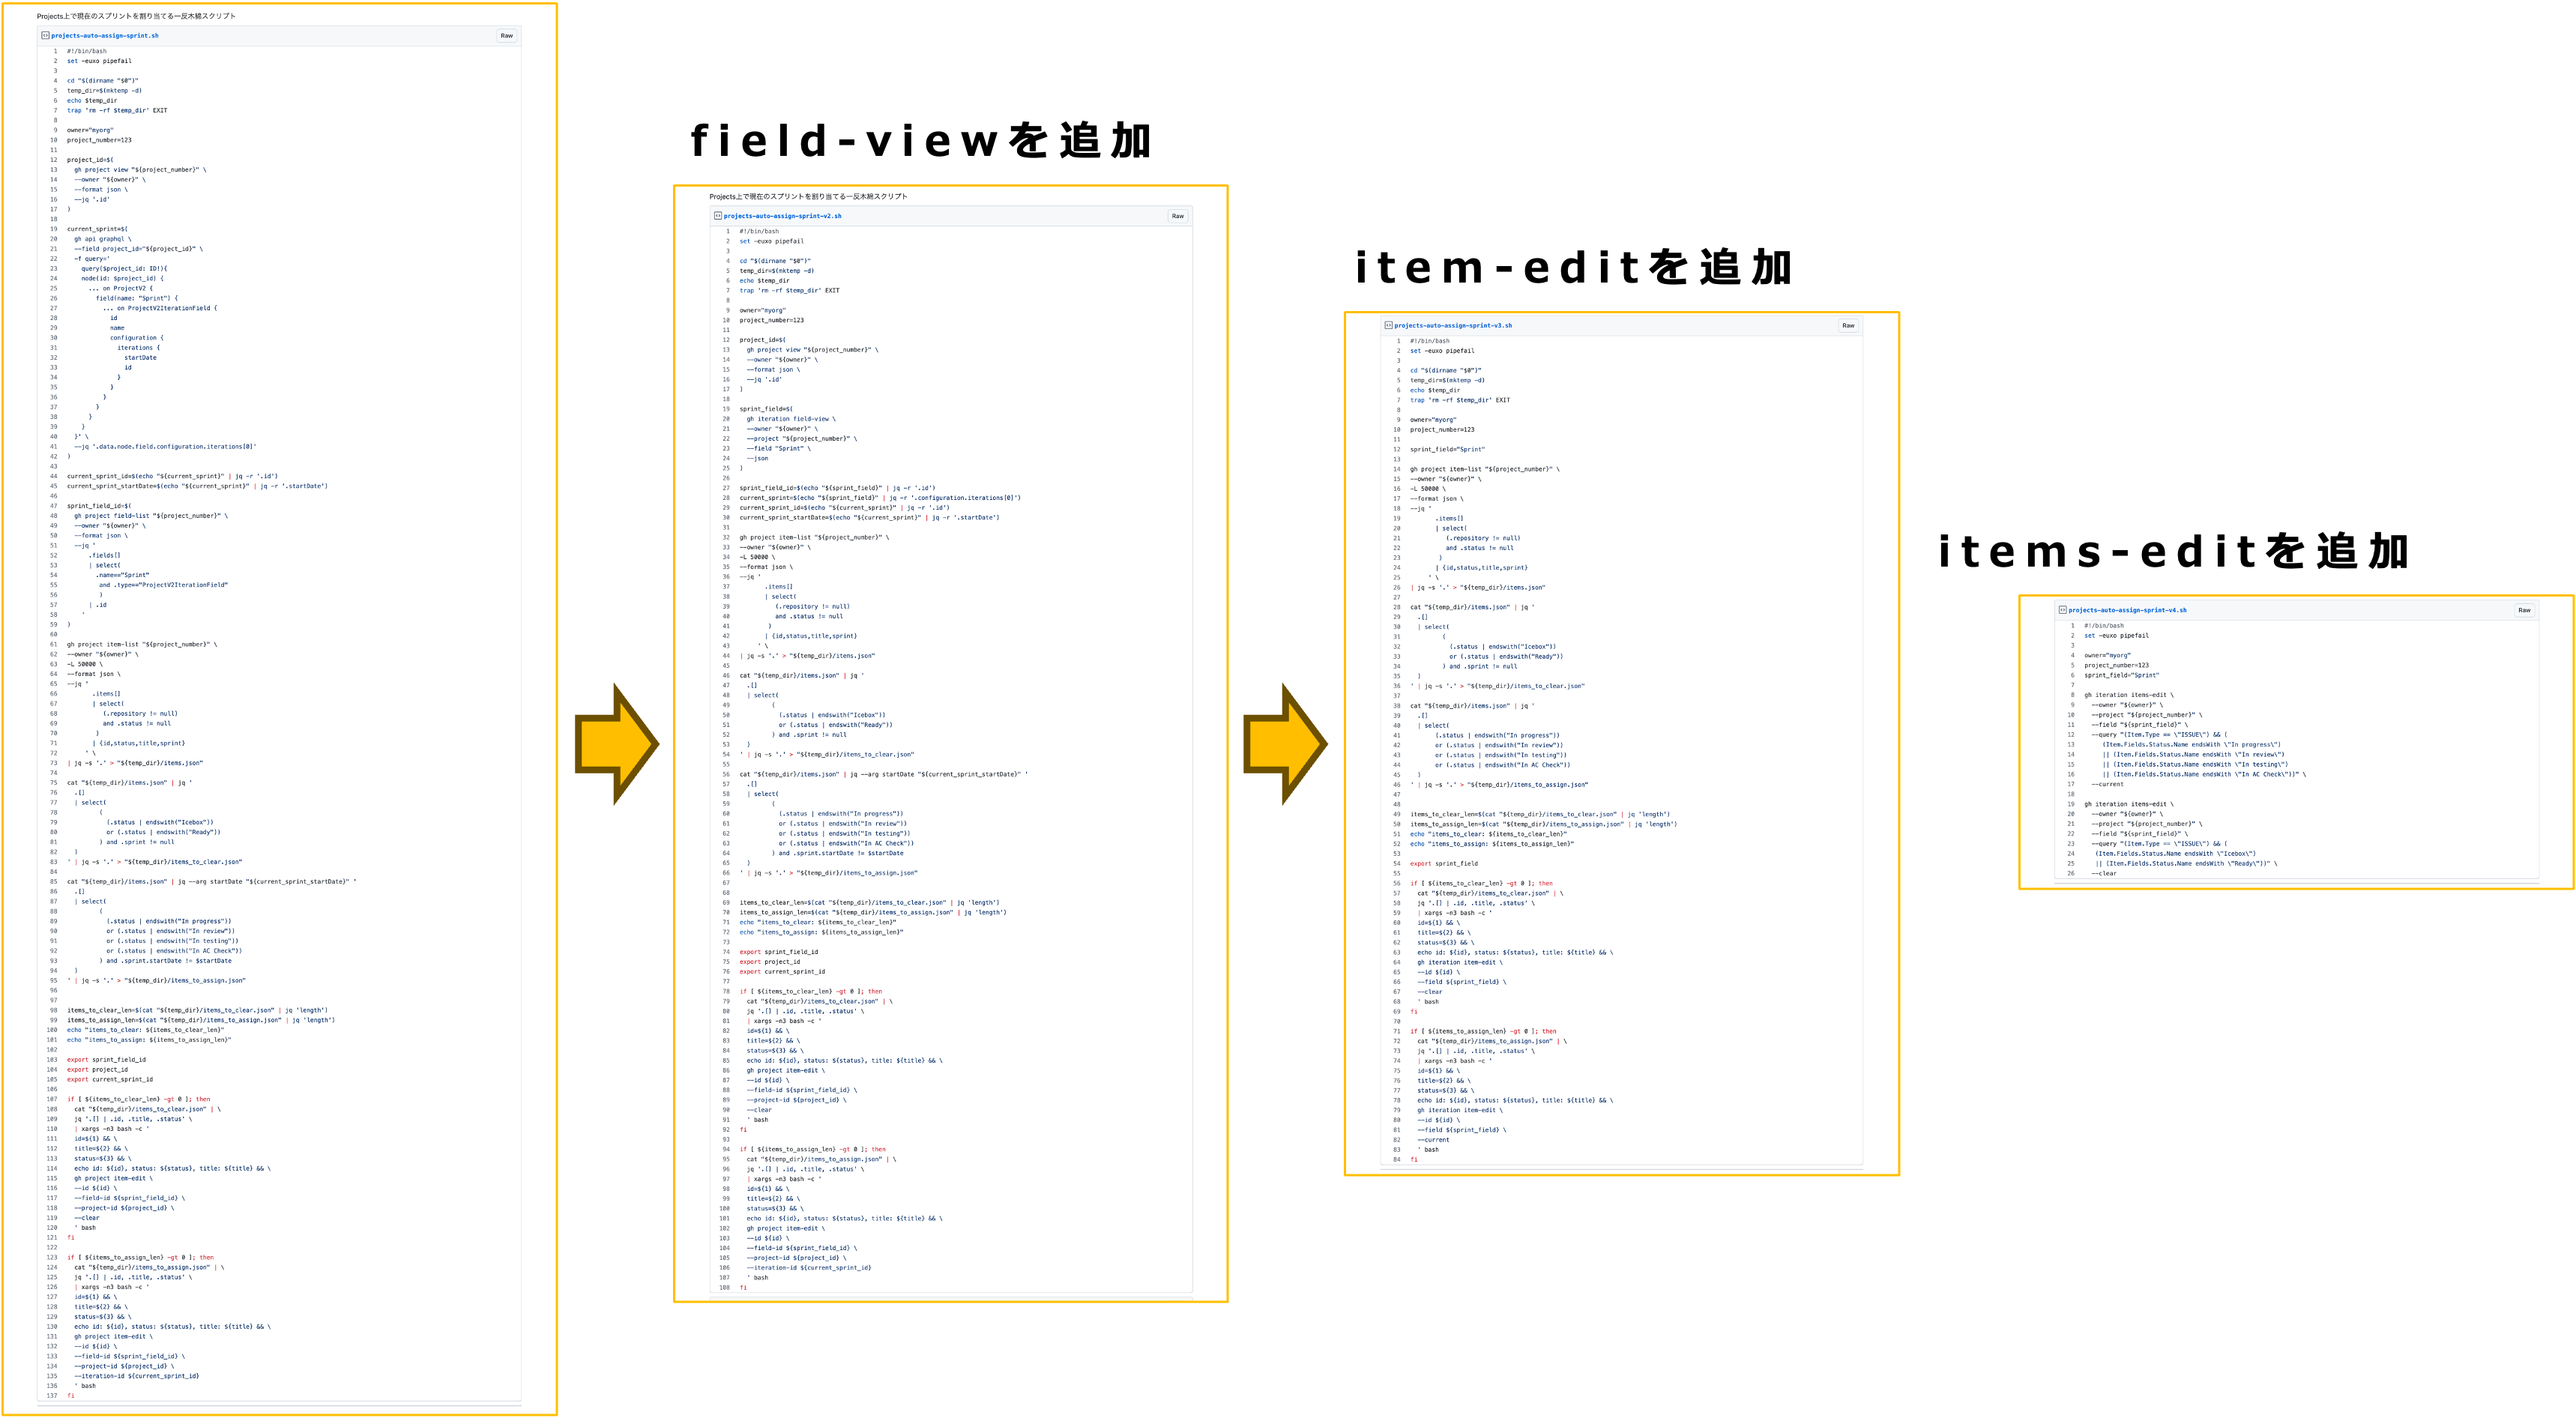 Projects上で現在のスプリントを割り当てる一反木綿スクリプト
projects-auto-assign-sprint.sh
Raw
1 #!/bin/bash
2 set -euxo pipefail
3
4 cd "$(dirname "$0")"
5 temp_dir=$(mktemp -d)
6 echo $temp_dir
7 trap 'rm -rf $temp_dir' EXIT
8
9 owner="myorg"
10 project_number=123
11
12 project_id=$(
13 gh project view "${project_number}" \
14 --owner "${owner}" \
15 --format json \
16 --jq '.id'
17 )
18
19 current_sprint=$(
20 gh api graphql \
21 --field project_id="${project_id}" \
22 -f query='
23 query($project_id: ID!){
24 node(id: $project_id) {
25 ... on ProjectV2 {
26 field(name: "Sprint") {
27 ... on ProjectV2IterationField {
28 id
29 name
30 configuration {
31 iterations {
32 startDate
33 id
34 }
35 }
36 }
37 }
38 }
39 }
40 }' \
41 --jq '.data.node.field.configuration.iterations[0]'
42 )
43
44 current_sprint_id=$(echo "${current_sprint}" | jq -r '.id')
45 current_sprint_startDate=$(echo "${current_sprint}" | jq -r '.startDate')
46
47 sprint_field_id=$(
48 gh project field-list "${project_number}" \
49 --owner "${owner}" \
50 --format json \
51 --jq '
52 .fields[]
53 | select(
54 .name=="Sprint"
55 and .type=="ProjectV2IterationField"
56 )
57 | .id
58 '
59 )
60
61 gh project item-list "${project_number}" \
62 --owner "${owner}" \
63 -L 50000 \
64 --format json \
65 --jq '
66 .items[]
67 | select(
68 (.repository != null)
69 and .status != null
70 )
71 | {id,status,title,sprint}
72 ' \
73 | jq -s '.' > "${temp_dir}/items.json"
74
75 cat "${temp_dir}/items.json" | jq '
76 .[]
77 | select(
78 (
79 (.status | endswith("Icebox"))
80 or (.status | endswith("Ready"))
81 ) and .sprint != null
82 )
83 ' | jq -s '.' > "${temp_dir}/items_to_clear.json"
84
85 cat "${temp_dir}/items.json" | jq --arg startDate "${current_sprint_startDate}" '
86 .[]
87 | select(
88 (
89 (.status | endswith("In progress"))
90 or (.status | endswith("In review"))
91 or (.status | endswith("In testing"))
92 or (.status | endswith("In AC Check"))
93 ) and .sprint.startDate != $startDate
94 )
95 ' | jq -s '.' > "${temp_dir}/items_to_assign.json"
96
97
98 items_to_clear_len=$(cat "${temp_dir}/items_to_clear.json" | jq 'length')
99 items_to_assign_len=$(cat "${temp_dir}/items_to_assign.json" | jq 'length')
100 echo "items_to_clear: ${items_to_clear_len}"
101 echo "items_to_assign: ${items_to_assign_len}"
102
103 export sprint_field_id
104 export project_id
105 export current_sprint_id
106
107 if [ ${items_to_clear_len} -gt 0 ]; then
108 cat "${temp_dir}/items_to_clear.json" | \
109 jq '.[] | .id, .title, .status' \
110 | xargs -n3 bash -c '
111 id=${1} && \
112 title=${2} && \
113 status=${3} && \
114 echo id: ${id}, status: ${status}, title: ${title} && \
115 gh project item-edit \
116 --id ${id} \
117 --field-id ${sprint_field_id} \
118 --project-id ${project_id} \
119 --clear
120 ' bash
121 fi
122
123 if [ ${items_to_assign_len} -gt 0 ]; then
124 cat "${temp_dir}/items_to_assign.json" | \
125 jq '.[] | .id, .title, .status' \
126 | xargs -n3 bash -c '
127 id=${1} && \
128 title=${2} && \
129 status=${3} && \
130 echo id: ${id}, status: ${status}, title: ${title} && \
131 gh project item-edit \
132 --id ${id} \
133 --field-id ${sprint_field_id} \
134 --project-id ${project_id} \
135 --iteration-id ${current_sprint_id}
136 ' bash
137 fi
field-viewを追加
Projects上で現在のスプリントを割り当てる一反木綿スクリプト
projects-auto-assign-sprint-v2.sh
Raw
1 #!/bin/bash
2 set -euxo pipefail
3
4 cd "$(dirname "$0")"
5 temp_dir=$(mktemp -d)
6 echo $temp_dir
7 trap 'rm -rf $temp_dir' EXIT
8
9 owner="myorg"
10 project_number=123
11
12 project_id=$(
13 gh project view "${project_number}" \
14 --owner "${owner}" \
15 --format json \
16 --jq '.id'
17 )
18
19 sprint_field=$(
20 gh iteration field-view \
21 --owner "${owner}" \
22 --project "${project_number}" \
23 --field "Sprint" \
24 --json
25 )
26
27 sprint_field_id=$(echo "${sprint_field}" | jq -r '.id')
28 current_sprint=$(echo "${sprint_field}" | jq -r '.configuration.iterations[0]')
29 current_sprint_id=$(echo "${current_sprint}" | jq -r '.id')
30 current_sprint_startDate=$(echo "${current_sprint}" | jq -r '.startDate')
31
32 gh project item-list "${project_number}" \
33 --owner "${owner}" \
34 -L 50000 \
35 --format json \
36 --jq '
37 .items[]
38 | select(
39 (.repository != null)
40 and .status != null
41 )
42 | {id,status,title,sprint}
43 ' \
44 | jq -s '.' > "${temp_dir}/items.json"
45
46 cat "${temp_dir}/items.json" | jq '
47 .[]
48 | select(
49 (
50 (.status | endswith("Icebox"))
51 or (.status | endswith("Ready"))
52 ) and .sprint != null
53 )
54 ' | jq -s '.' > "${temp_dir}/items_to_clear.json"
55
56 cat "${temp_dir}/items.json" | jq --arg startDate "${current_sprint_startDate}" '
57 .[]
58 | select(
59 (
60 (.status | endswith("In progress"))
61 or (.status | endswith("In review"))
62 or (.status | endswith("In testing"))
63 or (.status | endswith("In AC Check"))
64 ) and .sprint.startDate != $startDate
65 )
66 ' | jq -s '.' > "${temp_dir}/items_to_assign.json"
67
68
69 items_to_clear_len=$(cat "${temp_dir}/items_to_clear.json" | jq 'length')
70 items_to_assign_len=$(cat "${temp_dir}/items_to_assign.json" | jq 'length')
71 echo "items_to_clear: ${items_to_clear_len}"
72 echo "items_to_assign: ${items_to_assign_len}"
73
74 export sprint_field_id
75 export project_id
76 export current_sprint_id
77
78 if [ ${items_to_clear_len} -gt 0 ]; then
79 cat "${temp_dir}/items_to_clear.json" | \
80 jq '.[] | .id, .title, .status' \
81 | xargs -n3 bash -c '
82 id=${1} && \
83 title=${2} && \
84 status=${3} && \
85 echo id: ${id}, status: ${status}, title: ${title} && \
86 gh project item-edit \
87 --id ${id} \
88 --field-id ${sprint_field_id} \
89 --project-id ${project_id} \
90 --clear
91 ' bash
92 fi
93
94 if [ ${items_to_assign_len} -gt 0 ]; then
95 cat "${temp_dir}/items_to_assign.json" | \
96 jq '.[] | .id, .title, .status' \
97 | xargs -n3 bash -c '
98 id=${1} && \
99 title=${2} && \
100 status=${3} && \
101 echo id: ${id}, status: ${status}, title: ${title} && \
102 gh project item-edit \
103 --id ${id} \
104 --field-id ${sprint_field_id} \
105 --project-id ${project_id} \
106 --iteration-id ${current_sprint_id}
107 ' bash
108 fi
item-editを追加
projects-auto-assign-sprint-v3.sh
Raw
1 #!/bin/bash
2 set -euxo pipefail
3
4 cd "$(dirname "$0")"
5 temp_dir=$(mktemp -d)
6 echo $temp_dir
7 trap 'rm -rf $temp_dir' EXIT
8
9 owner="myorg"
10 project_number=123
11
12 sprint_field="Sprint"
13
14 gh project item-list "${project_number}" \
15 --owner "${owner}" \
16 -L 50000 \
17 --format json \
18 --jq '
19 .items[]
20 | select(
21 (.repository != null)
22 and .status != null
23 )
24 | {id,status,title,sprint}
25 ' \
26 | jq -s '.' > "${temp_dir}/items.json"
27
28 cat "${temp_dir}/items.json" | jq '
29 .[]
30 | select(
31 (
32 (.status | endswith("Icebox"))
33 or (.status | endswith("Ready"))
34 ) and .sprint != null
35 )
36 ' | jq -s '.' > "${temp_dir}/items_to_clear.json"
37
38 cat "${temp_dir}/items.json" | jq '
39 .[]
40 | select(
41 (.status | endswith("In progress"))
42 or (.status | endswith("In review"))
43 or (.status | endswith("In testing"))
44 or (.status | endswith("In AC Check"))
45 )
46 ' | jq -s '.' > "${temp_dir}/items_to_assign.json"
47
48
49 items_to_clear_len=$(cat "${temp_dir}/items_to_clear.json" | jq 'length')
50 items_to_assign_len=$(cat "${temp_dir}/items_to_assign.json" | jq 'length')
51 echo "items_to_clear: ${items_to_clear_len}"
52 echo "items_to_assign: ${items_to_assign_len}"
53
54 export sprint_field
55
56 if [ ${items_to_clear_len} -gt 0 ]; then
57 cat "${temp_dir}/items_to_clear.json" | \
58 jq '.[] | .id, .title, .status' \
59 | xargs -n3 bash -c '
60 id=${1} && \
61 title=${2} && \
62 status=${3} && \
63 echo id: ${id}, status: ${status}, title: ${title} && \
64 gh iteration item-edit \
65 --id ${id} \
66 --field ${sprint_field} \
67 --clear
68 ' bash
69 fi
70
71 if [ ${items_to_assign_len} -gt 0 ]; then
72 cat "${temp_dir}/items_to_assign.json" | \
73 jq '.[] | .id, .title, .status' \
74 | xargs -n3 bash -c '
75 id=${1} && \
76 title=${2} && \
77 status=${3} && \
78 echo id: ${id}, status: ${status}, title: ${title} && \
79 gh iteration item-edit \
80 --id ${id} \
81 --field ${sprint_field} \
82 --current
83 ' bash
84 fi
items-editを追加
projects-auto-assign-sprint-v4.sh
Raw
1 #!/bin/bash
2 set -euxo pipefail
3
4 owner="myorg"
5 project_number=123
6 sprint_field="Sprint"
7
8 gh iteration items-edit \
9 --owner "${owner}" \
10 --project "${project_number}" \
11 --field "${sprint_field}" \
12 --query "(Item.Type == \"ISSUE\") && (
13 (Item.Fields.Status.Name endsWith \"In progress\")
14 || (Item.Fields.Status.Name endsWith \"In review\")
15 || (Item.Fields.Status.Name endsWith \"In testing\")
16 || (Item.Fields.Status.Name endsWith \"In AC Check\"))" \
17 --current
18
19 gh iteration items-edit \
20 --owner "${owner}" \
21 --project "${project_number}" \
22 --field "${sprint_field}" \
23 --query "(Item.Type == \"ISSUE\") && (
24 (Item.Fields.Status.Name endsWith \"Icebox\")
25 || (Item.Fields.Status.Name endsWith \"Ready\"))" \
26 --clear